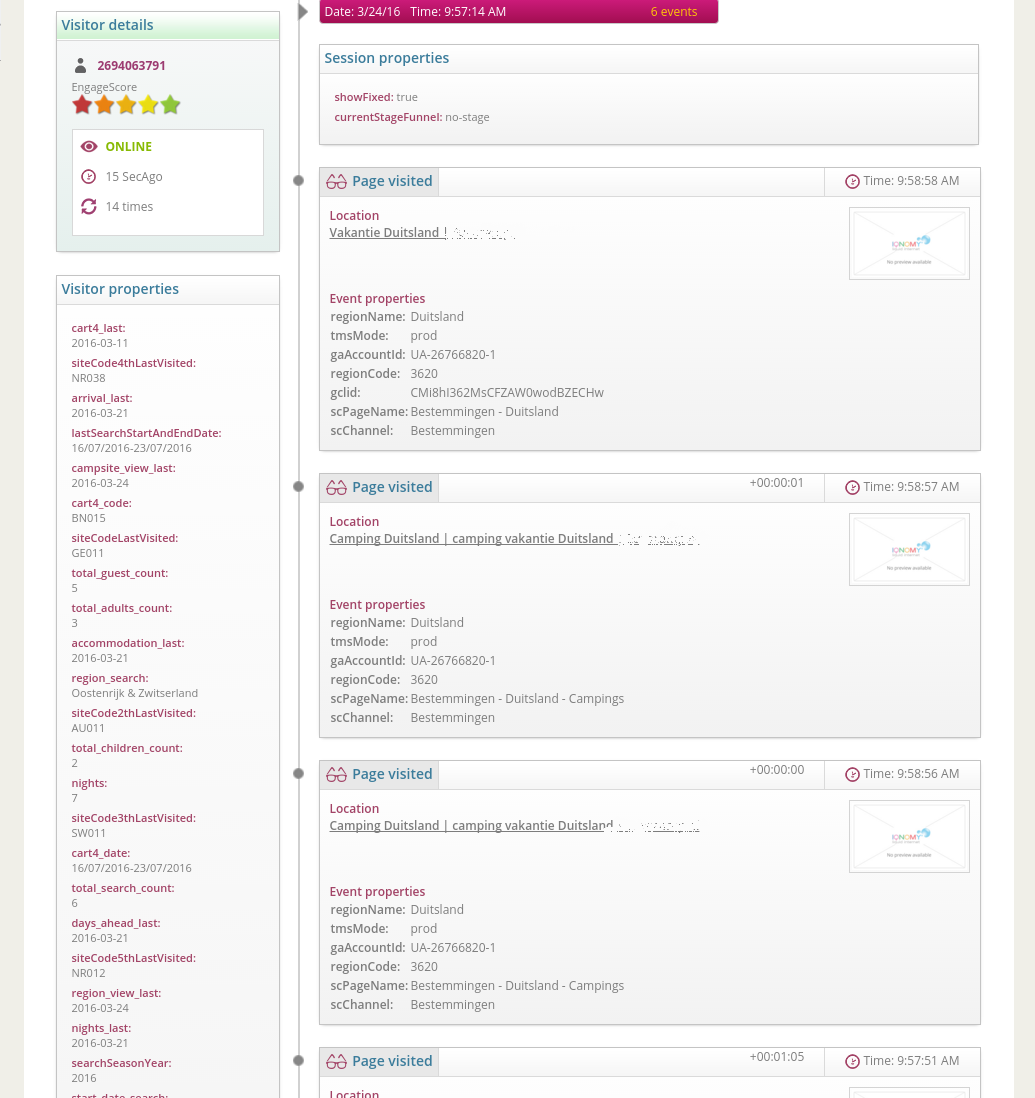 Visitor details
2694063791
EngageScore
ONLINE
15 SecAgo
14 times
Visitor properties
cart4_last:
2016-03-11
siteCode4thLastVisited:
NR038
arrival_last:
2016-03-21
lastSearchStartAndEndDate:
16/07/2016-23/07/2016
campsite_view_last:
2016-03-24
cart4_code:
BN015
siteCodeLastVisited:
GE011
total_guest_count:
5
total_adults_count:
3
accommodation_last:
2016-03-21
region_search:
Oostenrijk & Zwitserland
siteCode2thLastVisited:
AU011
total_children_count:
2
nights:
7
siteCode3thLastVisited:
SW011
cart4_date:
16/07/2016-23/07/2016
total_search_count:
6
days_ahead_last:
2016-03-21
siteCode5thLastVisited:
NR012
region_view_last:
2016-03-24
nights_last:
2016-03-21
searchSeasonYear:
2016
start_date_search:
Date: 3/24/16 Time: 9:57:14 AM 6 events
Session properties
showFixed: true
currentStageFunnel: no-stage
Page visited Time: 9:58:58 AM
Location
Vakantie Duitsland |
IQNOMY
No preview available
Event properties
regionName: Duitsland
tmsMode: prod
gaAccountId: UA-26766820-1
regionCode: 3620
gclid: CMi8hI362MsCFZAW0wodBZECHw
scPageName: Bestemmingen - Duitsland
scChannel: Bestemmingen
Page visited +00:00:01 Time: 9:58:57 AM
Location
Camping Duitsland | camping vakantie Duitsland
IQNOMY
No preview available
Event properties
regionName: Duitsland
tmsMode: prod
gaAccountId: UA-26766820-1
regionCode: 3620
scPageName: Bestemmingen - Duitsland - Campings
scChannel: Bestemmingen
Page visited +00:00:00 Time: 9:58:56 AM
Location
Camping Duitsland | camping vakantie Duitsland
IQNOMY
No preview available
Event properties
regionName: Duitsland
tmsMode: prod
gaAccountId: UA-26766820-1
regionCode: 3620
scPageName: Bestemmingen - Duitsland - Campings
scChannel: Bestemmingen
Page visited +00:01:05 Time: 9:57:51 AM
Location